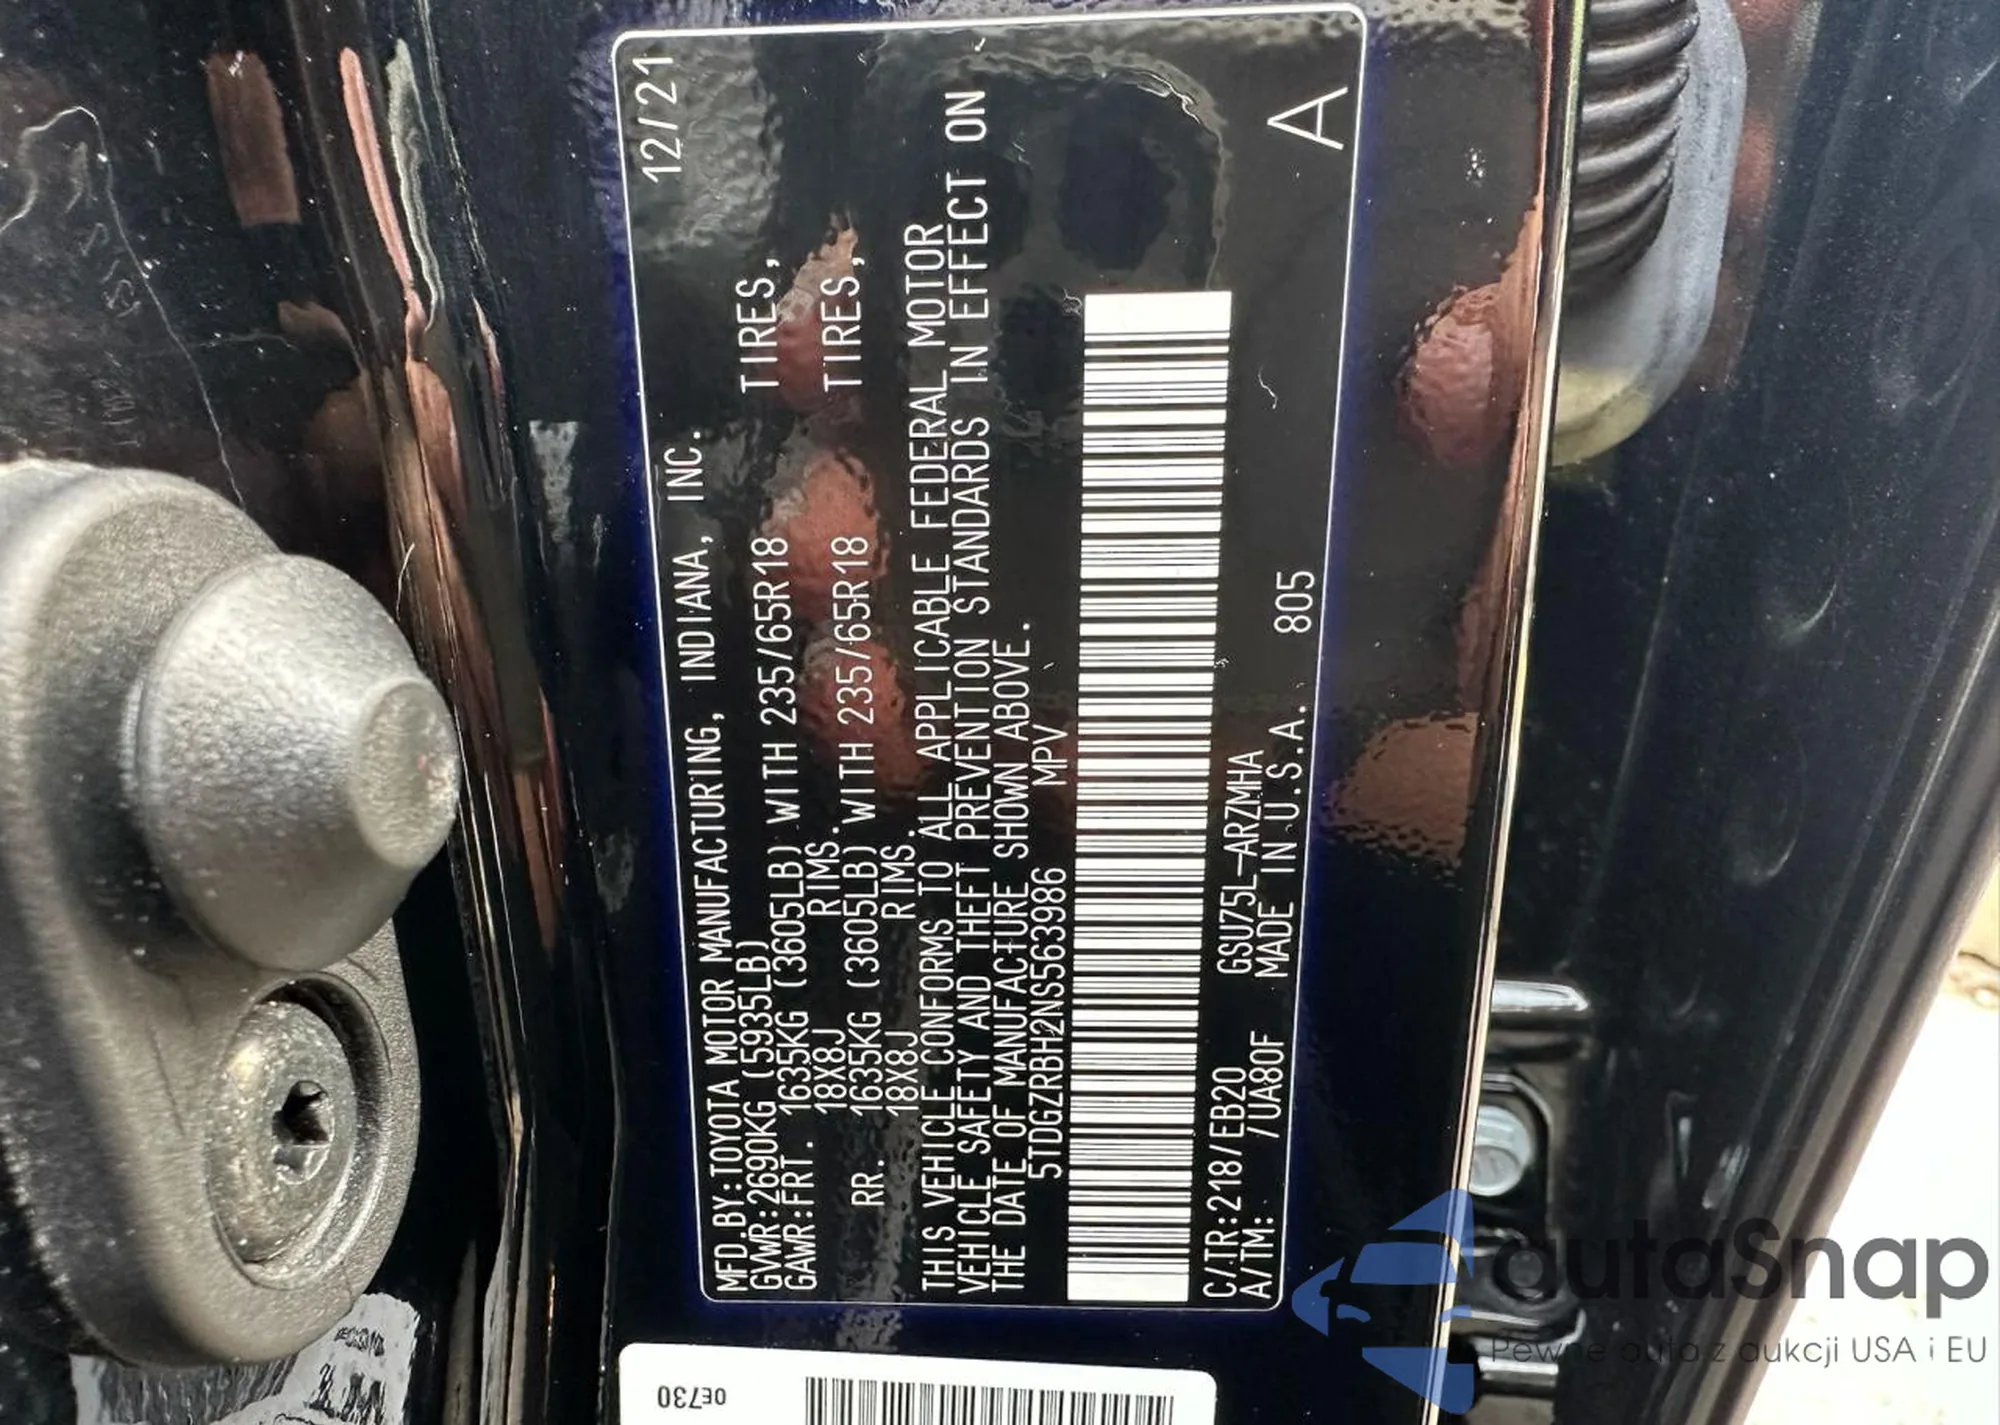 12/21
MFD.BY:TOYOTA MOTOR MANUFACTURING, INDIANA, INC.
GVWR:2690KG (5935LB)
GAWR:FRT. 1635KG (3605LB) WITH 235/65R18 TIRES,
18X8J RIMS.
RR. 1635KG (3605LB) WITH 235/65R18 TIRES,
18X8J RIMS.
THIS VEHICLE CONFORMS TO ALL APPLICABLE FEDERAL MOTOR
VEHICLE SAFETY AND THEFT PREVENTION STANDARDS IN EFFECT ON
THE DATE OF MANUFACTURE SHOWN ABOVE.
5TDGZRBH2NS563986 MPV
C/TR:218/EB20 GSU75L-ARZMHA
A/TM: /UA80F MADE IN U.S.A. 805
A
0E730
autaSnap
Pewne auta z aukcji USA i EU